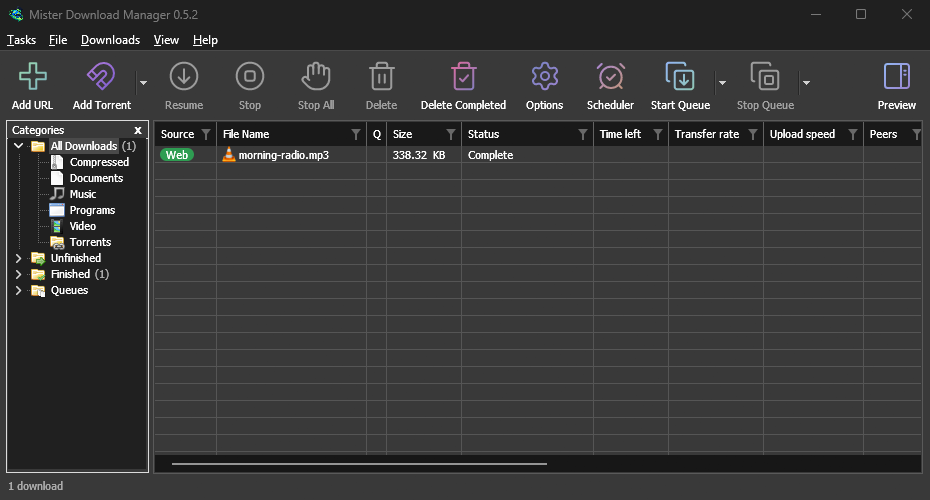 Mister Download Manager 0.5.2
Tasks File Downloads View Help
Add URL Add Torrent Resume Stop Stop All Delete Delete Completed Options Scheduler Start Queue Stop Queue Preview
Categories x
Source File Name Q Size Status Time left Transfer rate Upload speed Peers
All Downloads (1)
Web morning-radio.mp3 338.32 KB Complete
Compressed
Documents
Music
Programs
Video
Torrents
Unfinished
Finished (1)
Queues
1 download